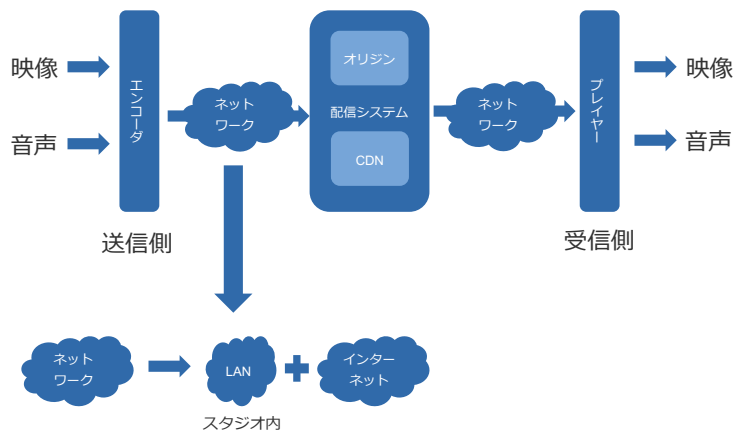 映像
音声
エンコーダ
送信側
ネット
ワーク
オリジン
配信システム
CDN
ネット
ワーク
プレイヤー
受信側
映像
音声
ネット
ワーク
LAN
スタジオ内
インター
ネット